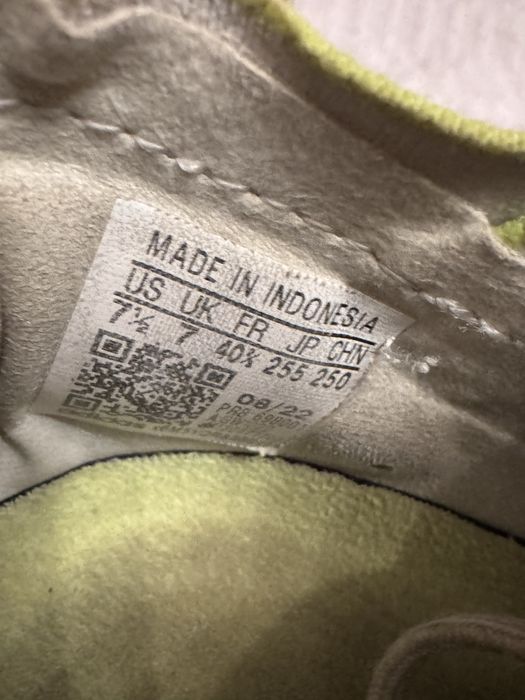 MADE IN INDONESIA
US UK FR JP CHN
7½ 7 40⅔ 255 250
08/22